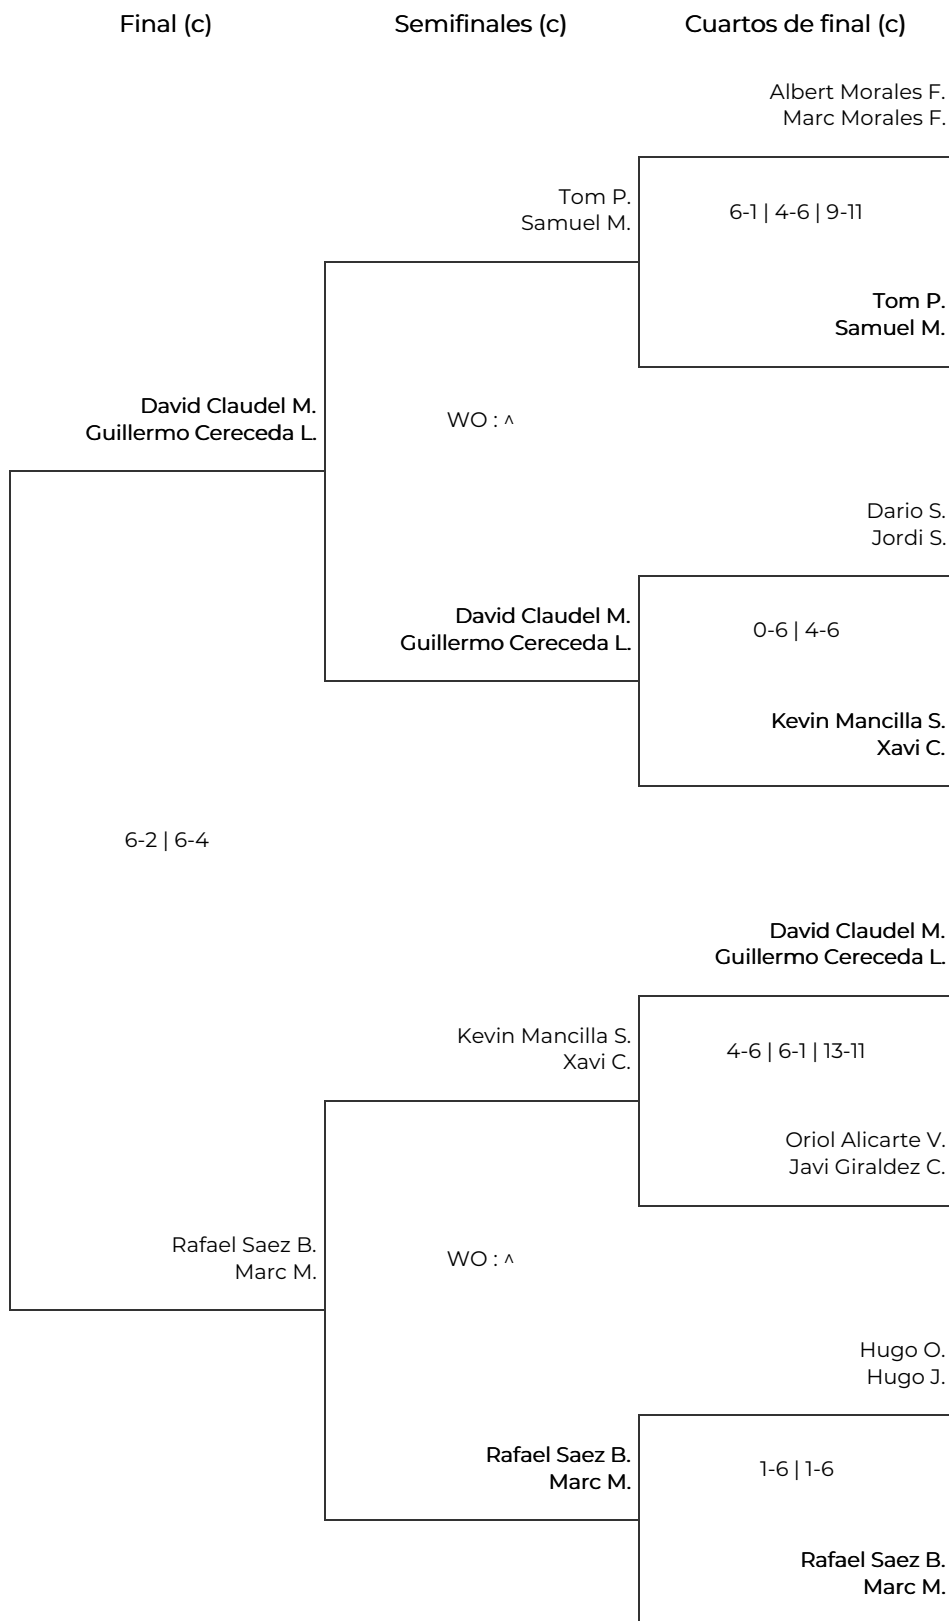 Final (c)
Semifinales (c)
Cuartos de final (c)
Albert Morales F.
Marc Morales F.
Tom P.
Samuel M.
6-1 | 4-6 | 9-11
Tom P.
Samuel M.
David Claudel M.
Guillermo Cereceda L.
WO : ^
Dario S.
Jordi S.
David Claudel M.
Guillermo Cereceda L.
0-6 | 4-6
Kevin Mancilla S.
Xavi C.
6-2 | 6-4
David Claudel M.
Guillermo Cereceda L.
Kevin Mancilla S.
Xavi C.
4-6 | 6-1 | 13-11
Oriol Alicarte V.
Javi Giraldez C.
Rafael Saez B.
Marc M.
WO : ^
Hugo O.
Hugo J.
Rafael Saez B.
Marc M.
1-6 | 1-6
Rafael Saez B.
Marc M.